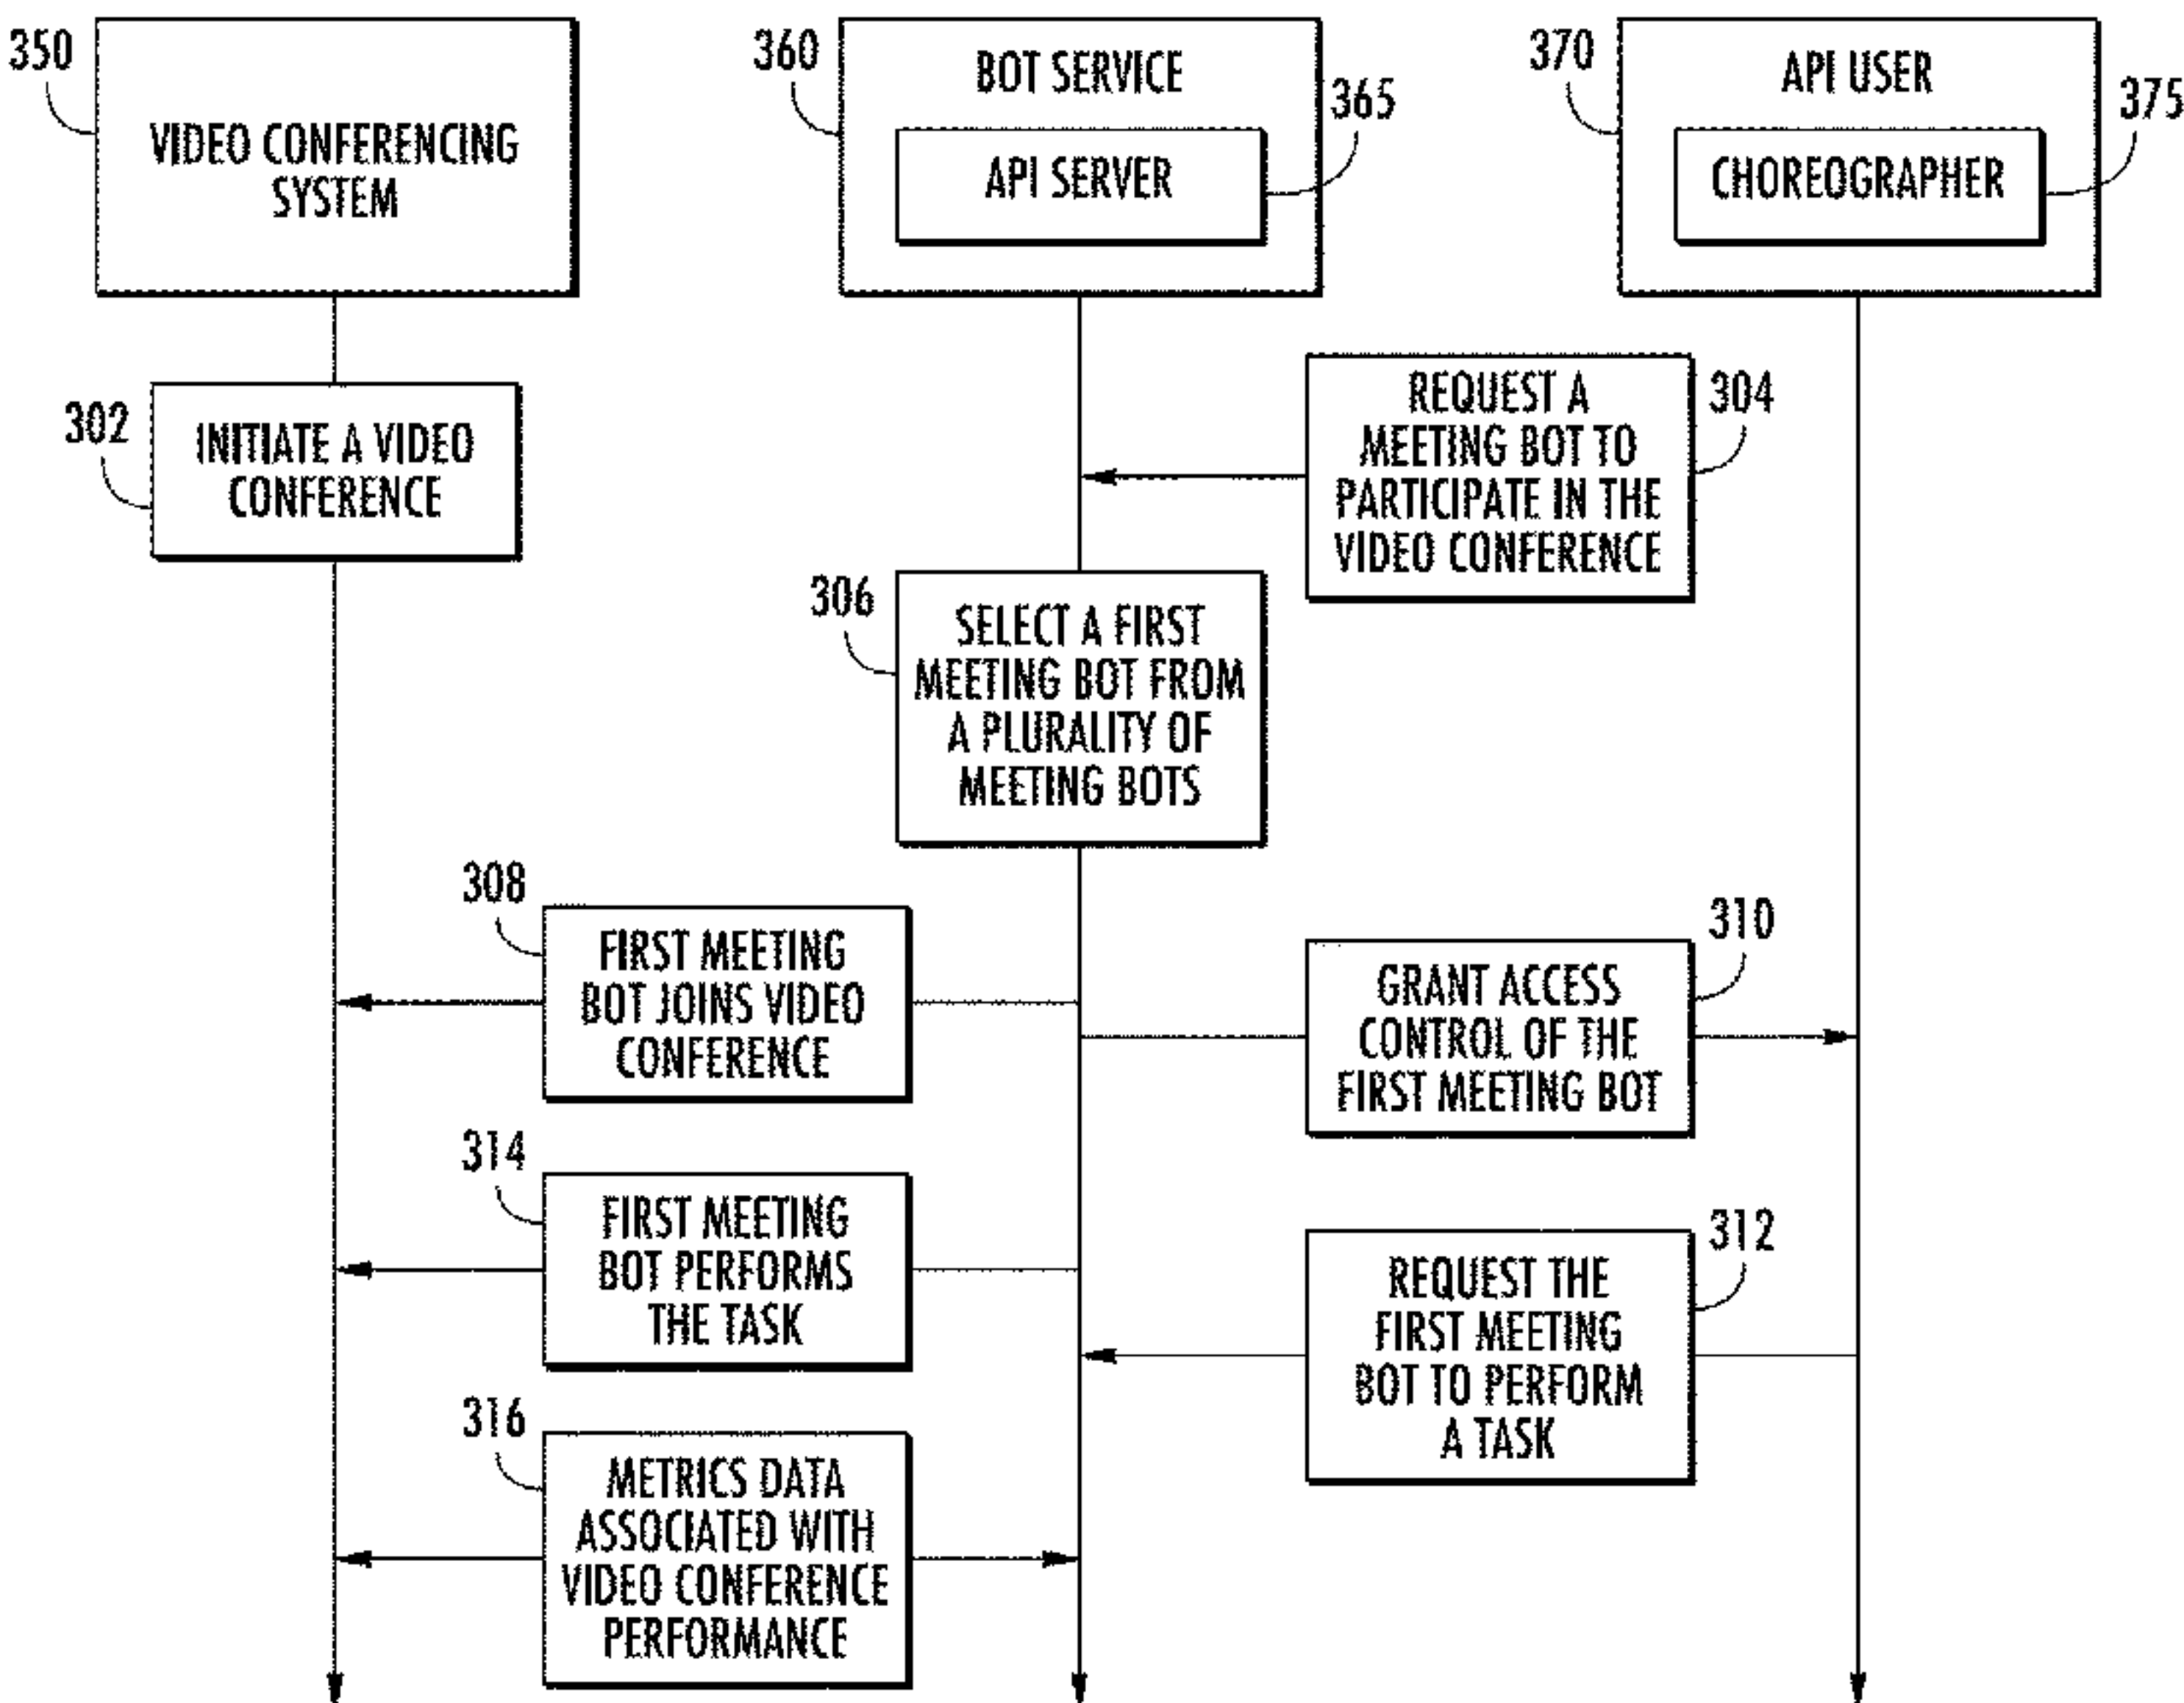 350
VIDEO CONFERENCING
SYSTEM
360
BOT SERVICE
365
API SERVER
370
API USER
375
CHOREOGRAPHER
302
INITIATE A VIDEO
CONFERENCE
304
REQUEST A
MEETING BOT TO
PARTICIPATE IN THE
VIDEO CONFERENCE
306
SELECT A FIRST
MEETING BOT FROM
A PLURALITY OF
MEETING BOTS
308
FIRST MEETING
BOT JOINS VIDEO
CONFERENCE
310
GRANT ACCESS
CONTROL OF THE
FIRST MEETING BOT
314
FIRST MEETING
BOT PERFORMS
THE TASK
312
REQUEST THE
FIRST MEETING
BOT TO PERFORM
A TASK
316
METRICS DATA
ASSOCIATED WITH
VIDEO CONFERENCE
PERFORMANCE